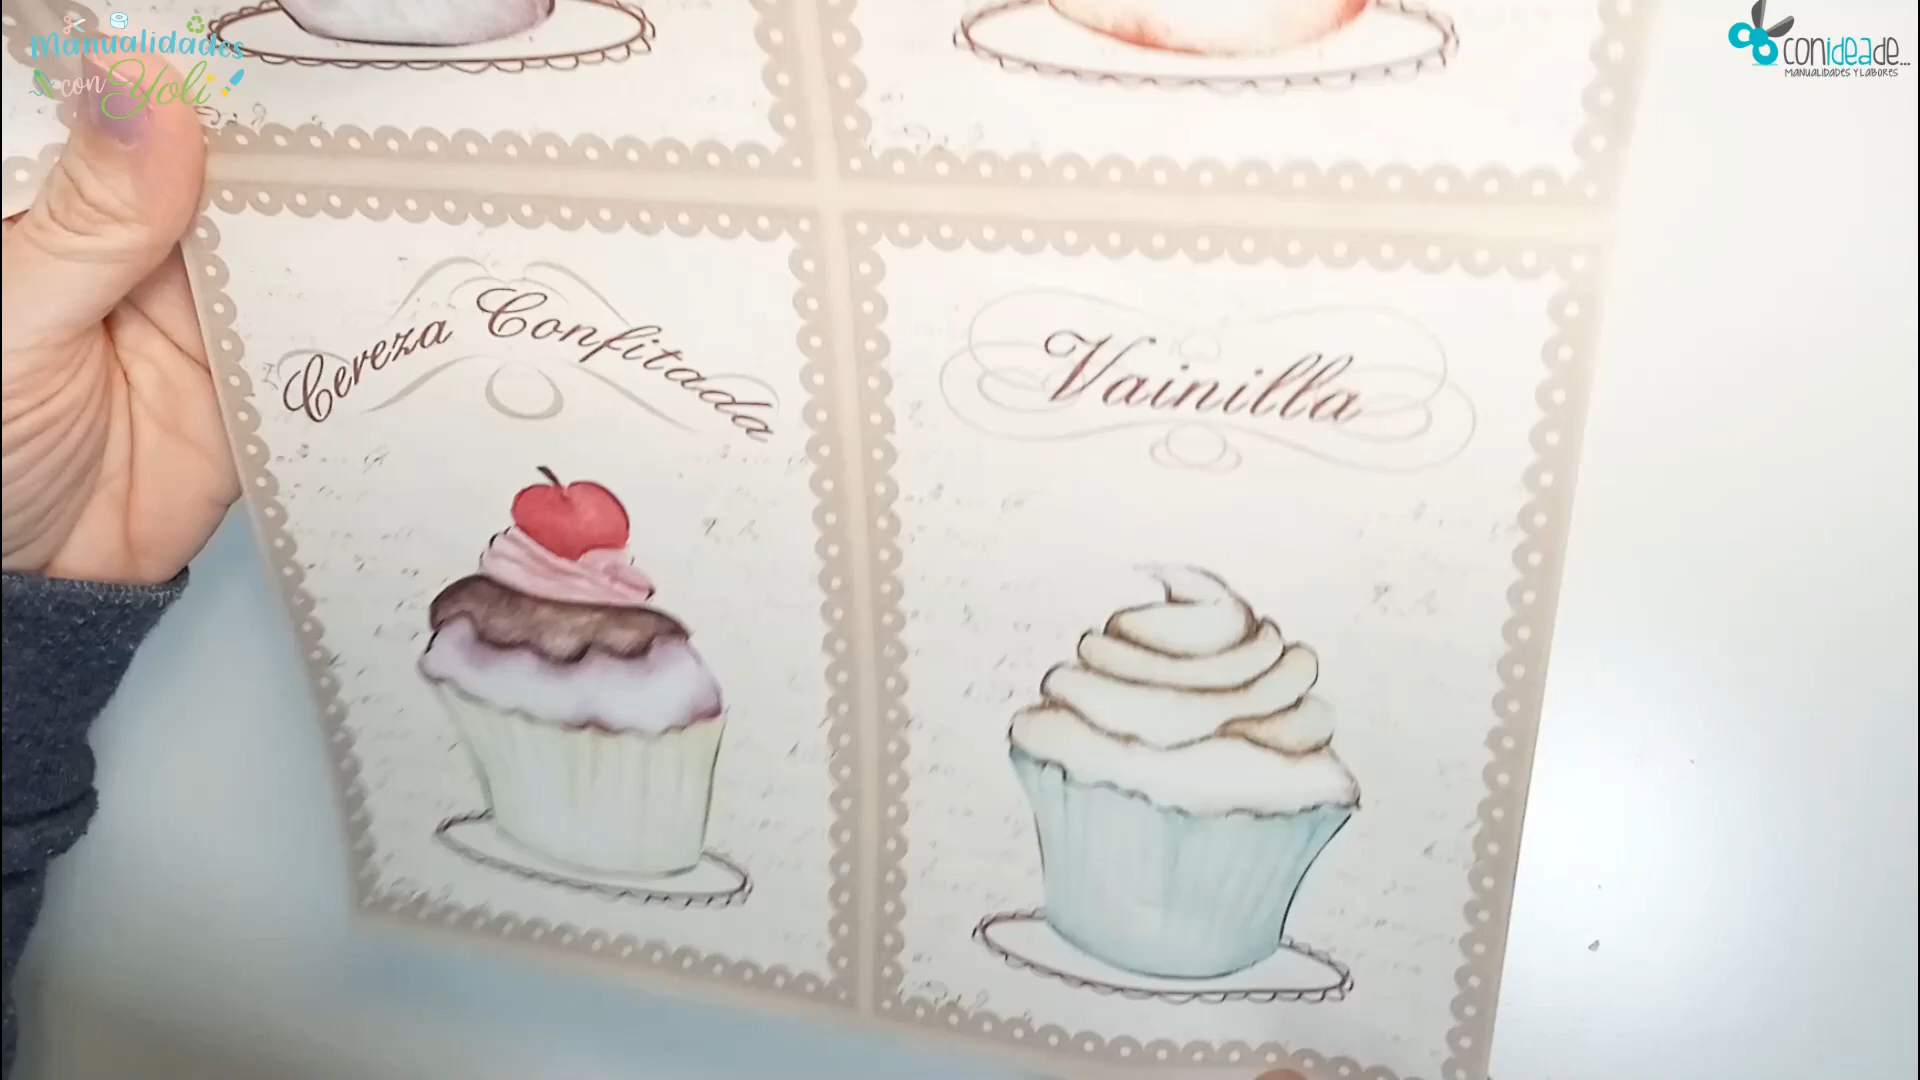 Manualidades
con Yoli
conideade...
MANUALIDADES Y LABORES
Cereza Confitada
Vainilla